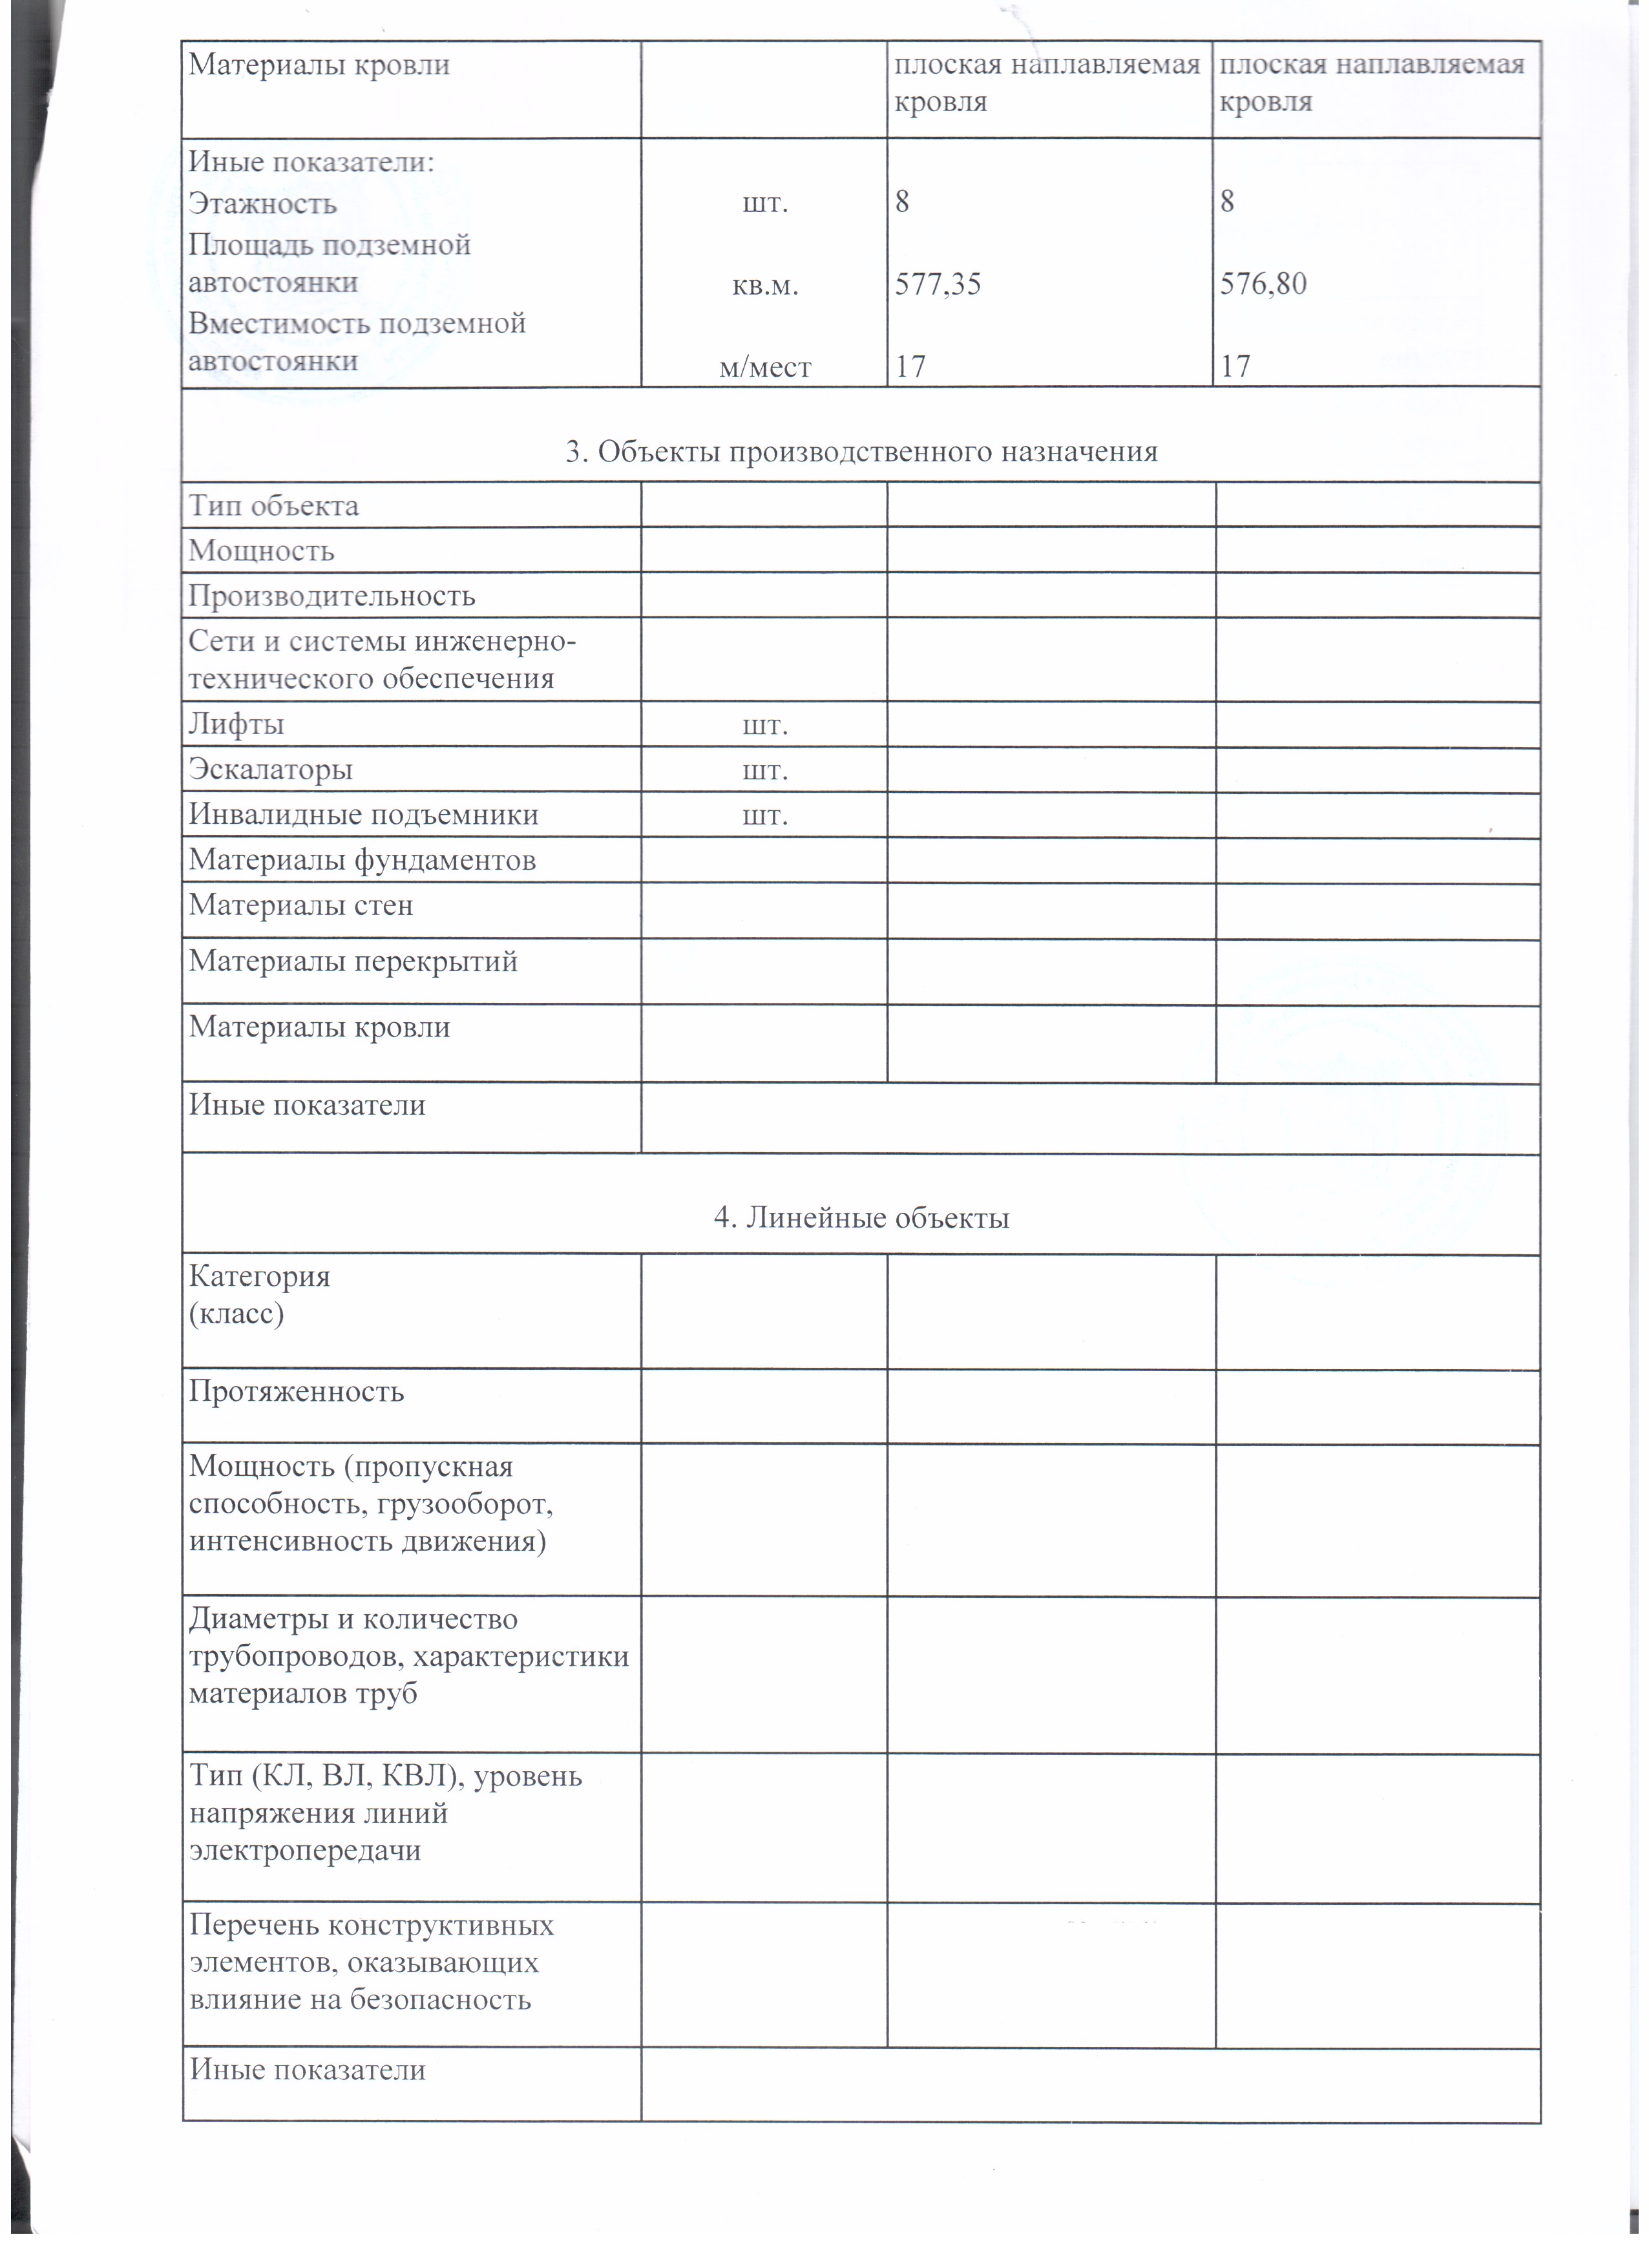 Материалы кровли
плоская наплавляемая
кровля
плоская наплавляемая
кровля
Иные показатели:
Этажность шт. 8 8
Площадь подземной
автостоянки кв.м. 577,35 576,80
Вместимость подземной
автостоянки м/мест 17 17
3. Объекты производственного назначения
Тип объекта
Мощность
Производительность
Сети и системы инженерно-
технического обеспечения
Лифты шт.
Эскалаторы шт.
Инвалидные подъемники шт.
Материалы фундаментов
Материалы стен
Материалы перекрытий
Материалы кровли
Иные показатели
4. Линейные объекты
Категория
(класс)
Протяженность
Мощность (пропускная
способность, грузооборот,
интенсивность движения)
Диаметры и количество
трубопроводов, характеристики
материалов труб
Тип (КЛ, ВЛ, КВЛ), уровень
напряжения линий
электропередачи
Перечень конструктивных
элементов, оказывающих
влияние на безопасность
Иные показатели